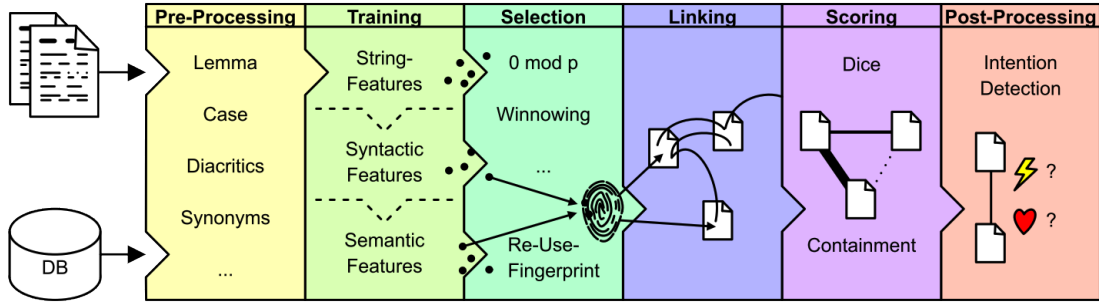 Pre-Processing
Training
Selection
Linking
Scoring
Post-Processing
Lemma
Case
Diacritics
Synonyms
...
DB
String-
Features
Syntactic
Features
Semantic
Features
0 mod p
Winnowing
...
Re-Use-
Fingerprint
Dice
Containment
Intention
Detection
?
?